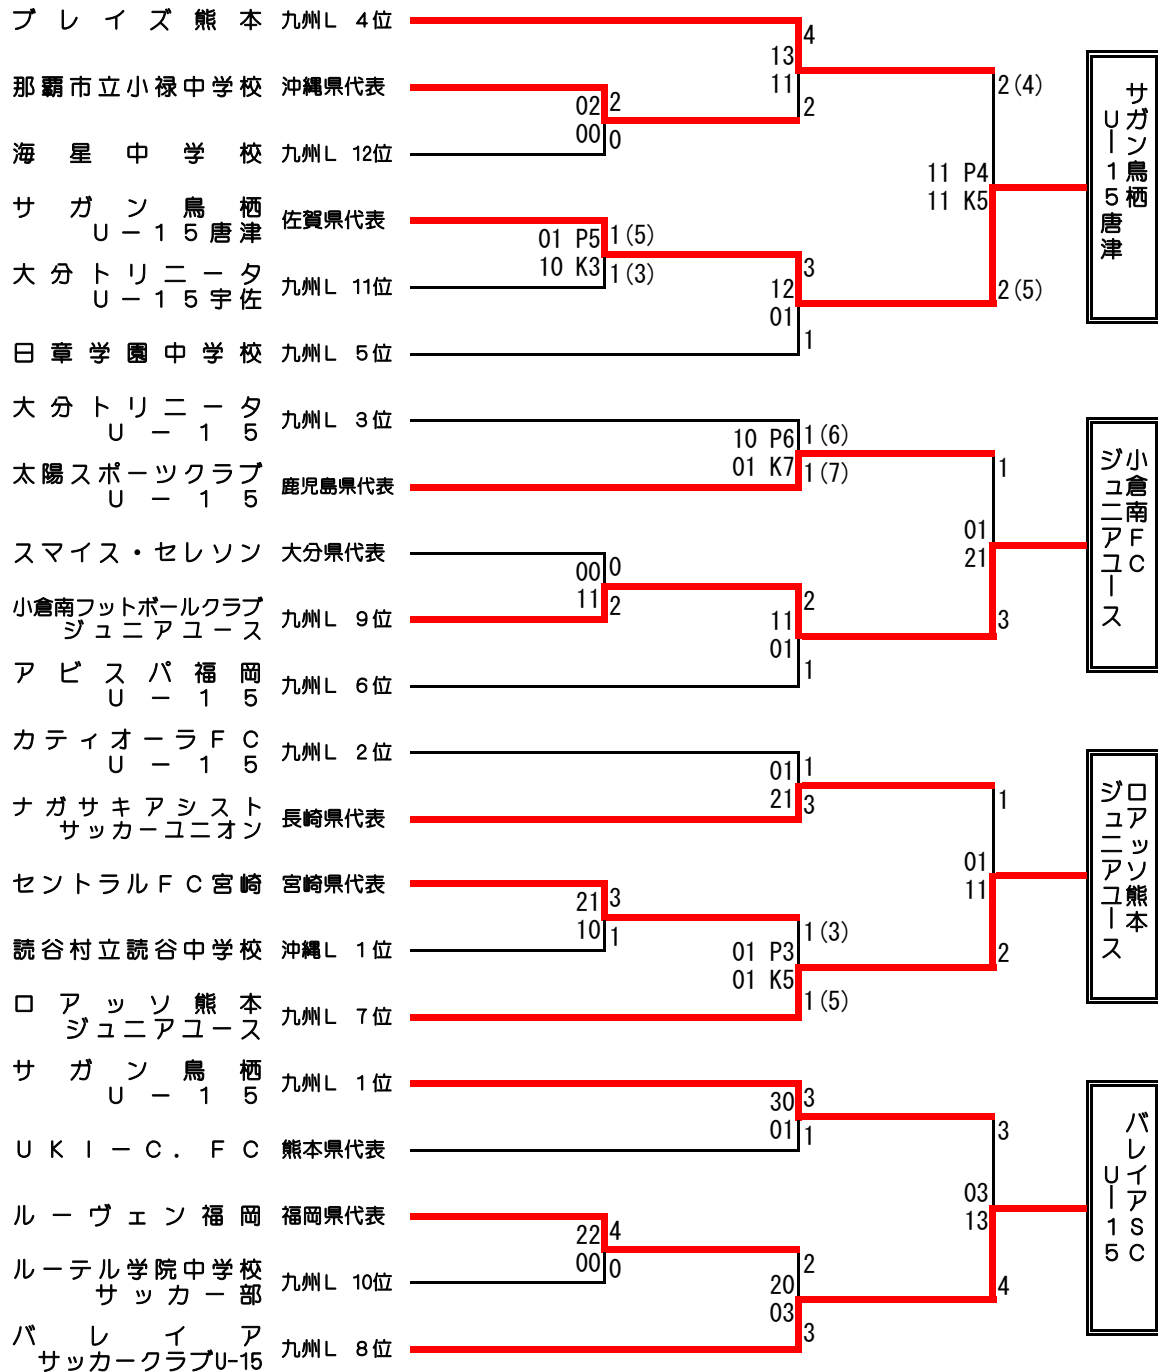 ブレイズ熊本 九州L 4位
那覇市立小禄中学校 沖縄県代表
海星中学校 九州L 12位
サガン鳥栖
U－15唐津 佐賀県代表
大分トリニータ
U－15宇佐 九州L 11位
日章学園中学校 九州L 5位
大分トリニータ
U－15 九州L 3位
太陽スポーツクラブ
U－15 鹿児島県代表
スマイス・セレソン 大分県代表
小倉南フットボールクラブ
ジュニアユース 九州L 9位
アビスパ福岡
U－15 九州L 6位
カティオーラFC
U－15 九州L 2位
ナガサキアシスト
サッカーユニオン 長崎県代表
セントラルFC宮崎 宮崎県代表
読谷村立読谷中学校 沖縄L 1位
ロアッソ熊本
ジュニアユース 九州L 7位
サガン鳥栖
U－15 九州L 1位
UKI－C．FC 熊本県代表
ルーヴェン福岡 福岡県代表
ルーテル学院中学校
サッカー部 九州L 10位
バレイア
サッカークラブU-15 九州L 8位
02 2
00 0
01 P5 1(5)
10 K3 1(3)
00 0
11 2
21 3
10 1
22 4
00 0
13 4
11 2
12 3
01 1
10 P6 1(6)
01 K7 1(7)
11 2
01 1
01 1
21 3
01 P3 1(3)
01 K5 1(5)
30 3
01 1
20 2
03 3
11 P4 2(4)
11 K5 2(5)
01 1
21 3
01 1
11 2
03 3
13 4
サガン鳥栖
U－15唐津
小倉南FC
ジュニアユース
ロアッソ熊本
ジュニアユース
バレイアSC
U－15